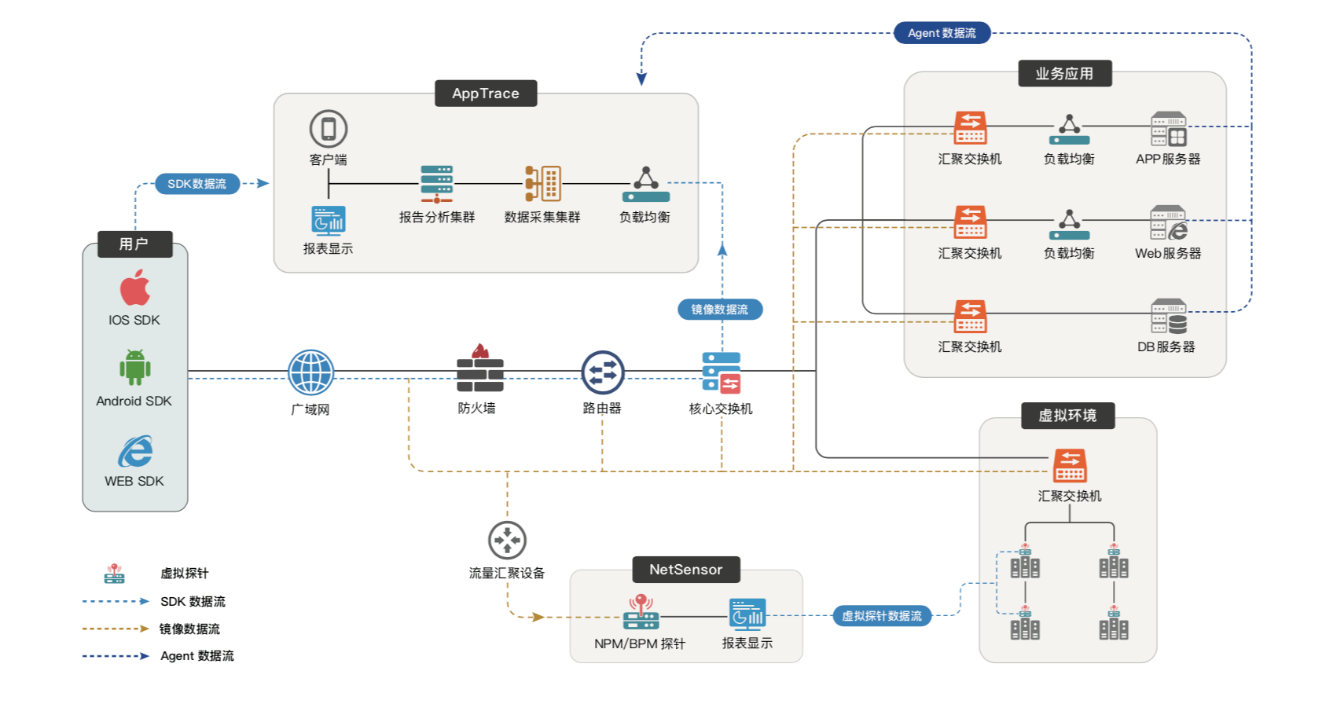 Agent 数据流
业务应用
AppTrace
客户端
汇聚交换机
负载均衡
APP服务器
SDK数据流
报告分析集群
数据采集集群
负载均衡
报表显示
用户
汇聚交换机
负载均衡
Web服务器
镜像数据流
IOS SDK
汇聚交换机
DB服务器
Android SDK
广域网
防火墙
路由器
核心交换机
虚拟环境
WEB SDK
汇聚交换机
流量汇聚设备
NetSensor
虚拟探针
SDK 数据流
镜像数据流
Agent 数据流
NPM/BPM 探针
报表显示
虚拟探针数据流